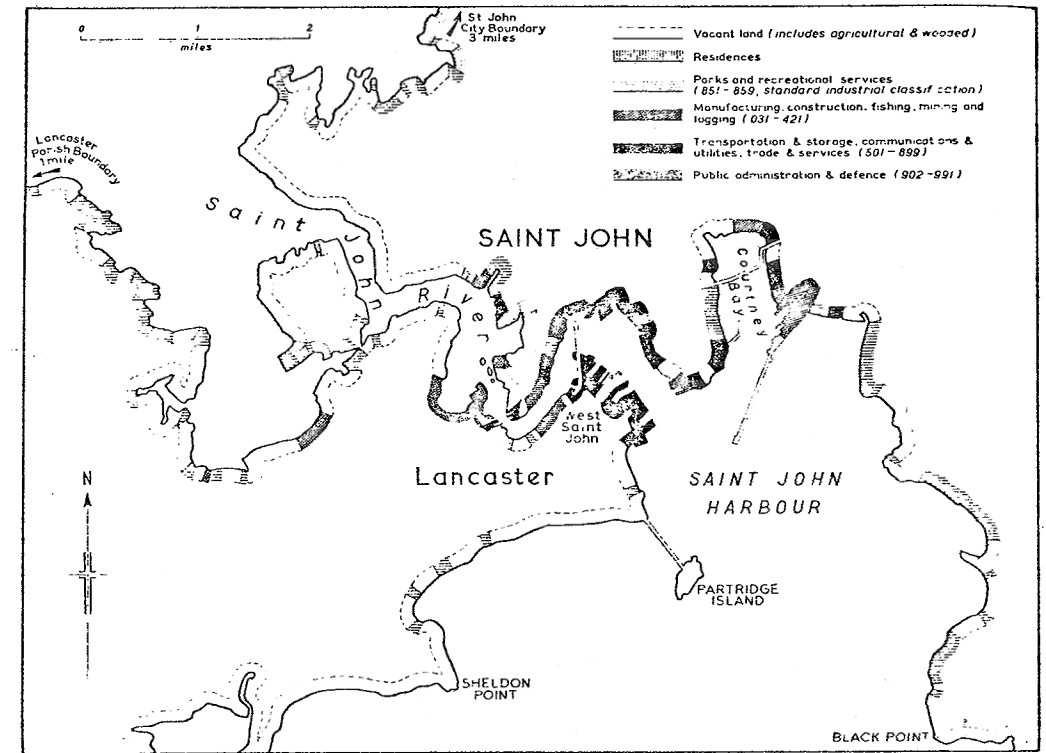 0 1 2
miles
St John
City Boundary
3 miles
Vacant land (includes agricultural & wooded)
Residences
Parks and recreational services
(851-859, standard industrial classification)
Manufacturing, construction, fishing, mining and
logging (031-421)
Transportation & storage, communications &
utilities, trade & services (501-899)
Public administration & defence (902-991)
Lancaster
Parish Boundary
1 mile
Saint John River
SAINT JOHN
Courtney
Bay
West
Saint
John
Lancaster
SAINT JOHN
HARBOUR
N
PARTRIDGE
ISLAND
SHELDON
POINT
BLACK POINT